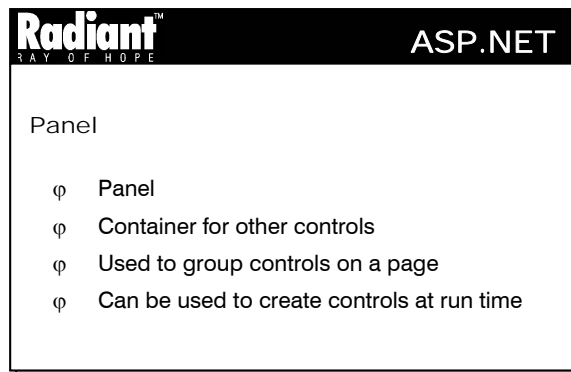 Radiant™ ASP.NET
RAY OF HOPE
Panel
φ Panel
φ Container for other controls
φ Used to group controls on a page
φ Can be used to create controls at run time